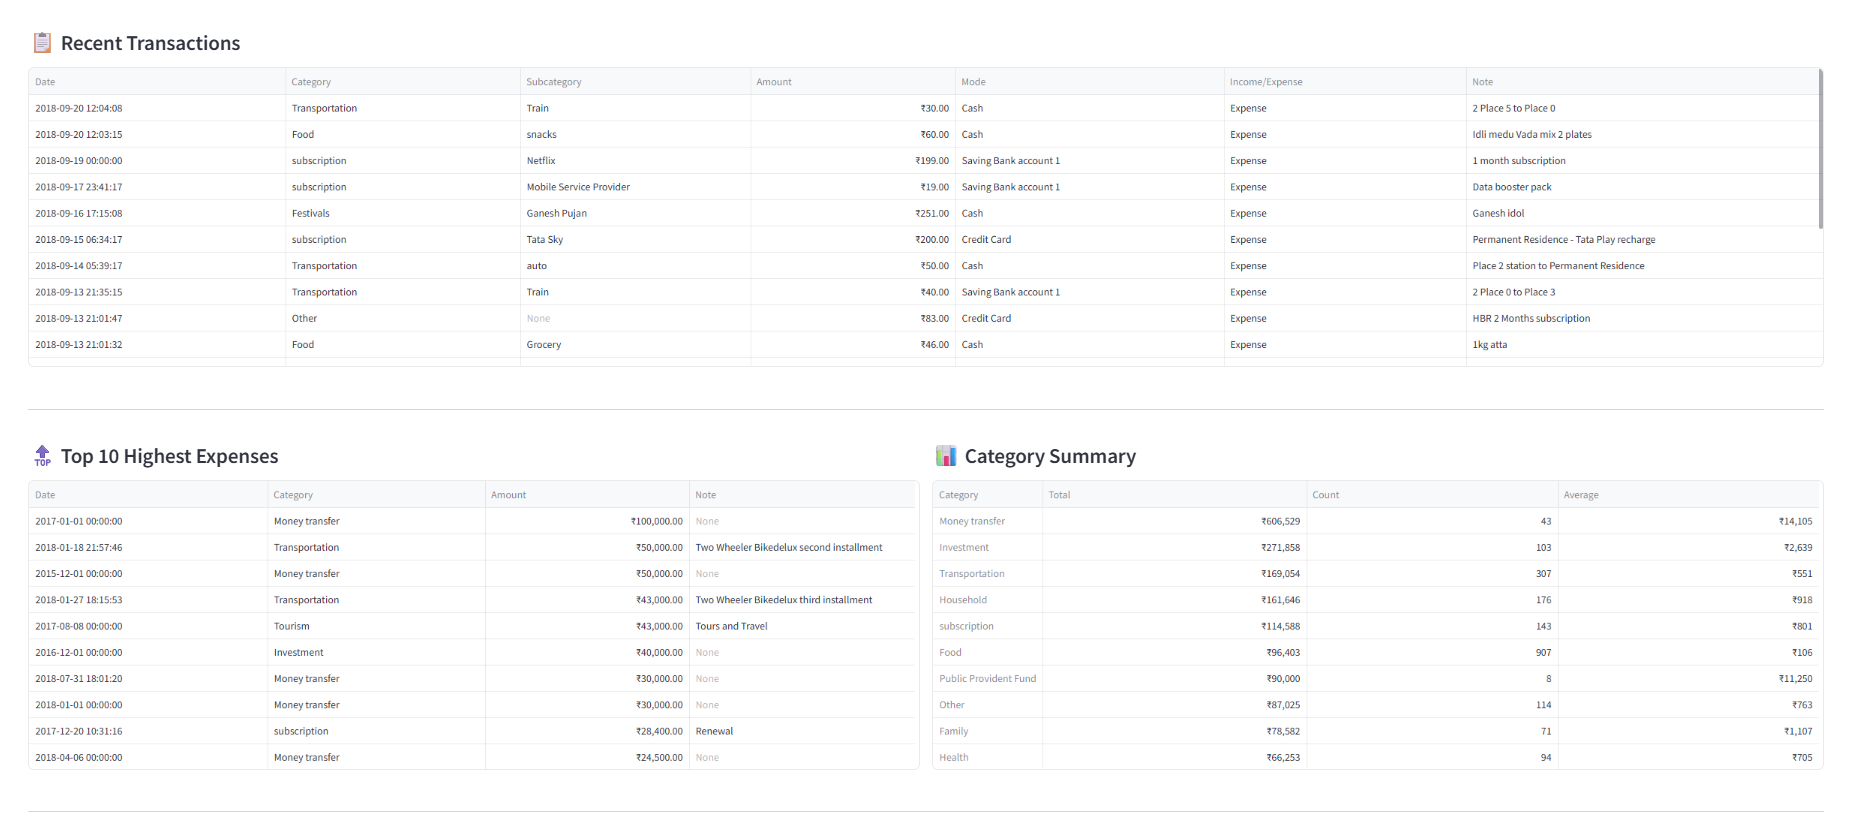 Recent Transactions
Date Category Subcategory Amount Mode Income/Expense Note
2018-09-20 12:04:08 Transportation Train ₹30.00 Cash Expense 2 Place 5 to Place 0
2018-09-20 12:03:15 Food snacks ₹60.00 Cash Expense Idli medu Vada mix 2 plates
2018-09-19 00:00:00 subscription Netflix ₹199.00 Saving Bank account 1 Expense 1 month subscription
2018-09-17 23:41:17 subscription Mobile Service Provider ₹19.00 Saving Bank account 1 Expense Data booster pack
2018-09-16 17:15:08 Festivals Ganesh Pujan ₹251.00 Cash Expense Ganesh idol
2018-09-15 06:34:17 subscription Tata Sky ₹200.00 Credit Card Expense Permanent Residence - Tata Play recharge
2018-09-14 05:39:17 Transportation auto ₹50.00 Cash Expense Place 2 station to Permanent Residence
2018-09-13 21:35:15 Transportation Train ₹40.00 Saving Bank account 1 Expense 2 Place 0 to Place 3
2018-09-13 21:01:47 Other None ₹83.00 Credit Card Expense HBR 2 Months subscription
2018-09-13 21:01:32 Food Grocery ₹46.00 Cash Expense 1kg atta
TOP Top 10 Highest Expenses
Date Category Amount Note
2017-01-01 00:00:00 Money transfer ₹100,000.00 None
2018-01-18 21:57:46 Transportation ₹50,000.00 Two Wheeler Bikedelux second installment
2015-12-01 00:00:00 Money transfer ₹50,000.00 None
2018-01-27 18:15:53 Transportation ₹43,000.00 Two Wheeler Bikedelux third installment
2017-08-08 00:00:00 Tourism ₹43,000.00 Tours and Travel
2016-12-01 00:00:00 Investment ₹40,000.00 None
2018-07-31 18:01:20 Money transfer ₹30,000.00 None
2018-01-01 00:00:00 Money transfer ₹30,000.00 None
2017-12-20 10:31:16 subscription ₹28,400.00 Renewal
2018-04-06 00:00:00 Money transfer ₹24,500.00 None
Category Summary
Category Total Count Average
Money transfer ₹606,529 43 ₹14,105
Investment ₹271,858 103 ₹2,639
Transportation ₹169,054 307 ₹551
Household ₹161,646 176 ₹918
subscription ₹114,588 143 ₹801
Food ₹96,403 907 ₹106
Public Provident Fund ₹90,000 8 ₹11,250
Other ₹87,025 114 ₹763
Family ₹78,582 71 ₹1,107
Health ₹66,253 94 ₹705